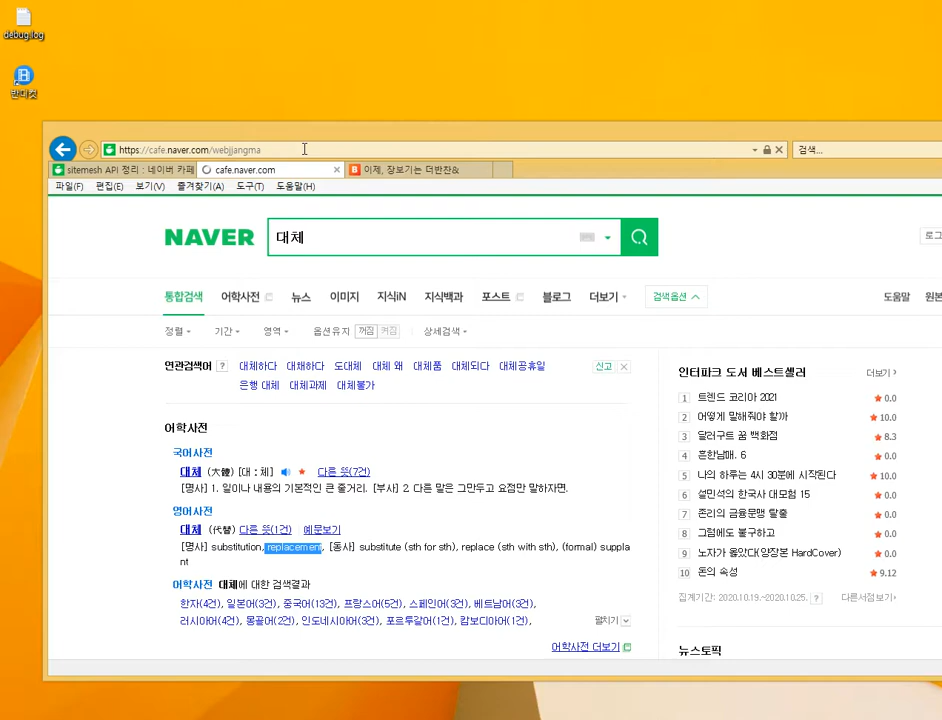 debug.log
반디컷
https://cafe.naver.com/webjjangma
검색...
sitemesh API 정리 : 네이버 카페
cafe.naver.com
이제, 장보기는 더반찬&
파일(F) 편집(E) 보기(V) 즐겨찾기(A) 도구(T) 도움말(H)
NAVER
대체
로그
통합검색 어학사전 뉴스 이미지 지식iN 지식백과 포스트 블로그 더보기 검색옵션
도움말 원본
정렬 기간 영역 옵션유지 꺼짐 켜짐 상세검색
연관검색어 ? 대체하다 대채하다 도대체 대체 왜 대체품 대체되다 대체공휴일
신고
은행 대체 대체과제 대체불가
어학사전
국어사전
대체 (大體) [대ː체] 다른 뜻(7건)
[명사] 1. 일이나 내용의 기본적인 큰 줄거리. [부사] 2. 다른 말은 그만두고 요점만 말하자면.
영어사전
대체 (代替) 다른 뜻(1건) 예문보기
[명사] substitution, replacement, [동사] substitute (sth for sth), replace (sth with sth), (formal) suppla
nt
어학사전 대체에 대한 검색결과
한자(4건), 일본어(3건), 중국어(13건), 프랑스어(5건), 스페인어(3건), 베트남어(3건),
러시아어(4건), 몽골어(2건), 인도네시아어(3건), 포르투갈어(1건), 캄보디아어(1건),
펼치기
어학사전 더보기
인터파크 도서 베스트셀러
더보기
1 트렌드 코리아 2021 0.0
2 어떻게 말해줘야 할까 10.0
3 달러구트 꿈 백화점 8.3
4 흔한남매. 6 0.0
5 나의 하루는 4시 30분에 시작된다 10.0
6 설민석의 한국사 대모험 15 0.0
7 존리의 금융문맹 탈출 0.0
8 그럼에도 불구하고 0.0
9 노자가 옳았다(양장본 HardCover) 0.0
10 돈의 속성 9.12
집계기간: 2020.10.19.~2020.10.25. ?
다른서점보기
뉴스토픽